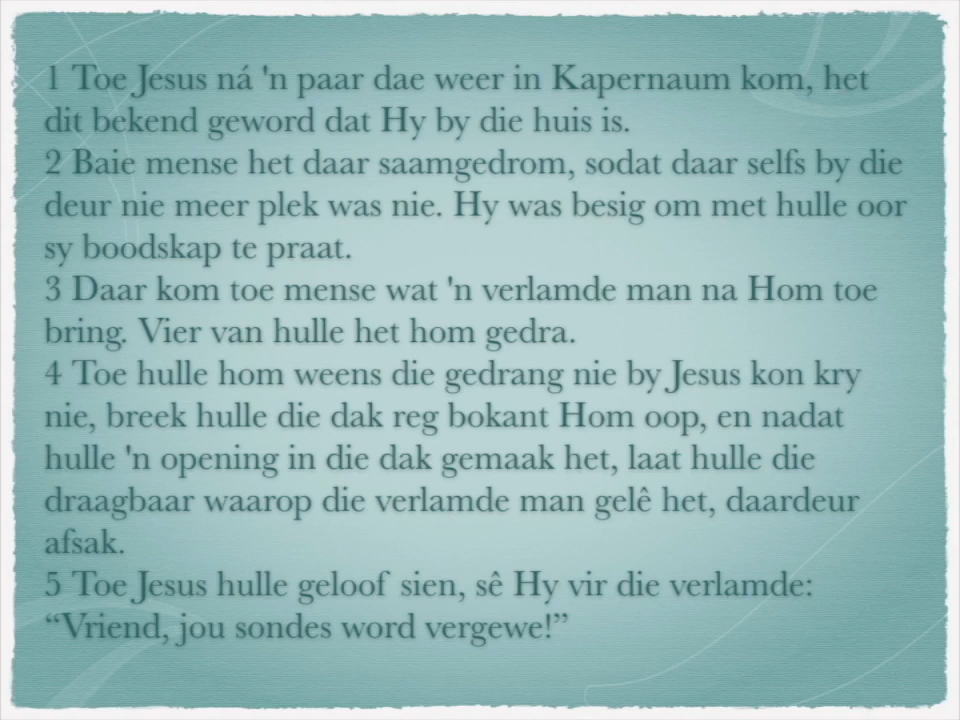 1 Toe Jesus ná 'n paar dae weer in Kapernaum kom, het
dit bekend geword dat Hy by die huis is.
2 Baie mense het daar saamgedrom, sodat daar selfs by die
deur nie meer plek was nie. Hy was besig om met hulle oor
sy boodskap te praat.
3 Daar kom toe mense wat 'n verlamde man na Hom toe
bring. Vier van hulle het hom gedra.
4 Toe hulle hom weens die gedrang nie by Jesus kon kry
nie, breek hulle die dak reg bokant Hom oop, en nadat
hulle 'n opening in die dak gemaak het, laat hulle die
draagbaar waarop die verlamde man gelê het, daardeur
afsak.
5 Toe Jesus hulle geloof sien, sê Hy vir die verlamde:
“Vriend, jou sondes word vergewe!”